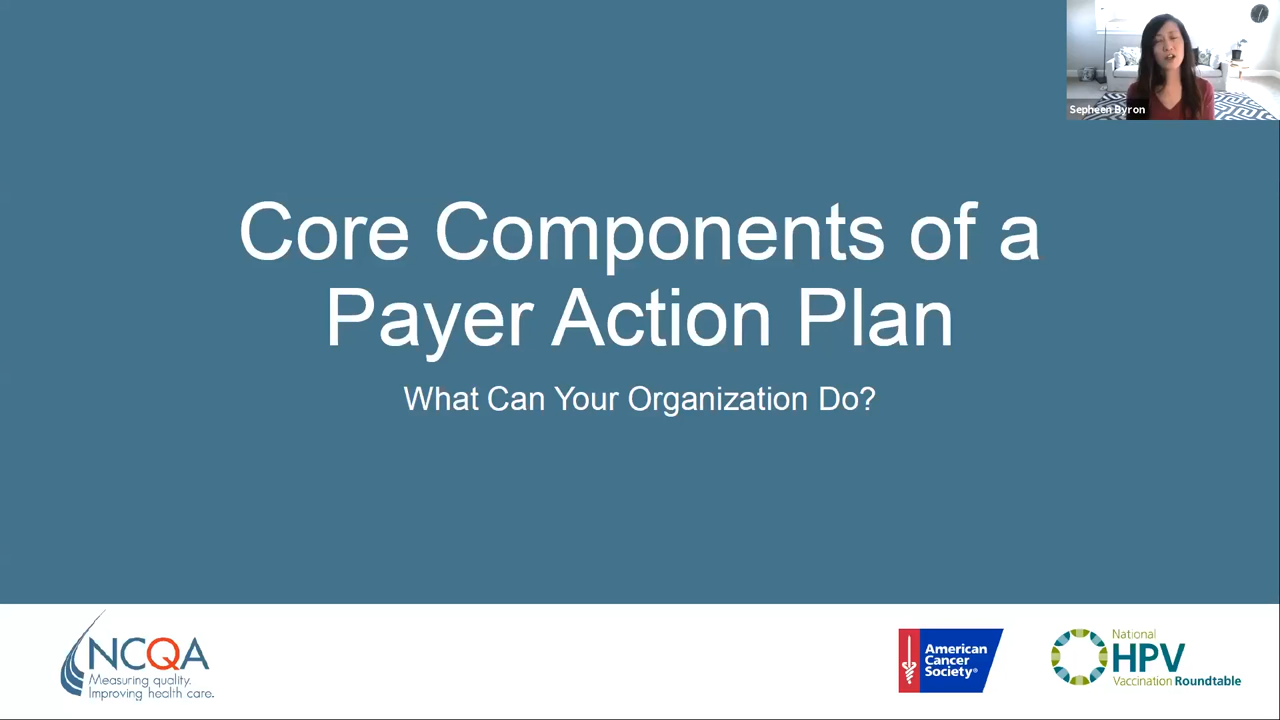 Sepheen Byron
Core Components of a
Payer Action Plan
What Can Your Organization Do?
NCQA
Measuring quality.
Improving health care.
American
Cancer
Society®
National
HPV
Vaccination Roundtable